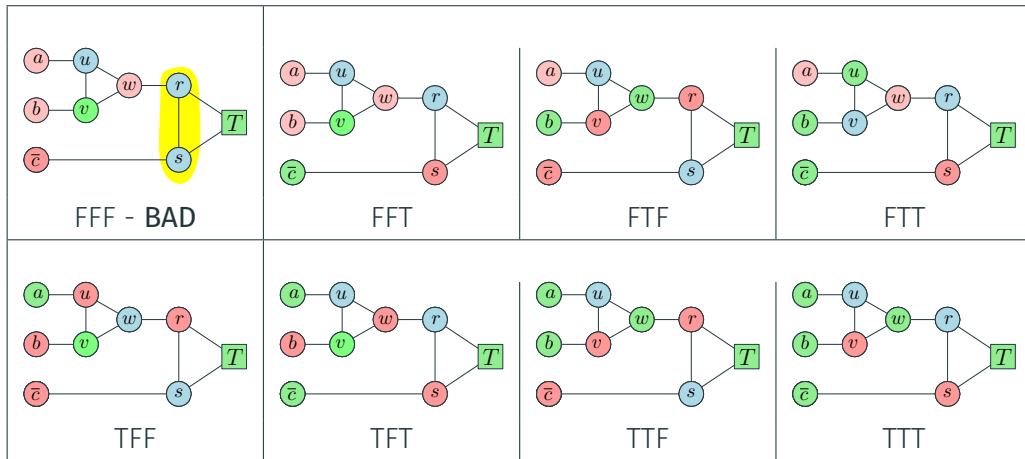 a u w r
b v T
c̅ s
FFF - BAD
a u w r
b v T
c̅ s
FFT
a u w r
b v T
c̅ s
FTF
a u w r
b v T
c̅ s
FTT
a u w r
b v T
c̅ s
TFF
a u w r
b v T
c̅ s
TFT
a u w r
b v T
c̅ s
TTF
a u w r
b v T
c̅ s
TTT